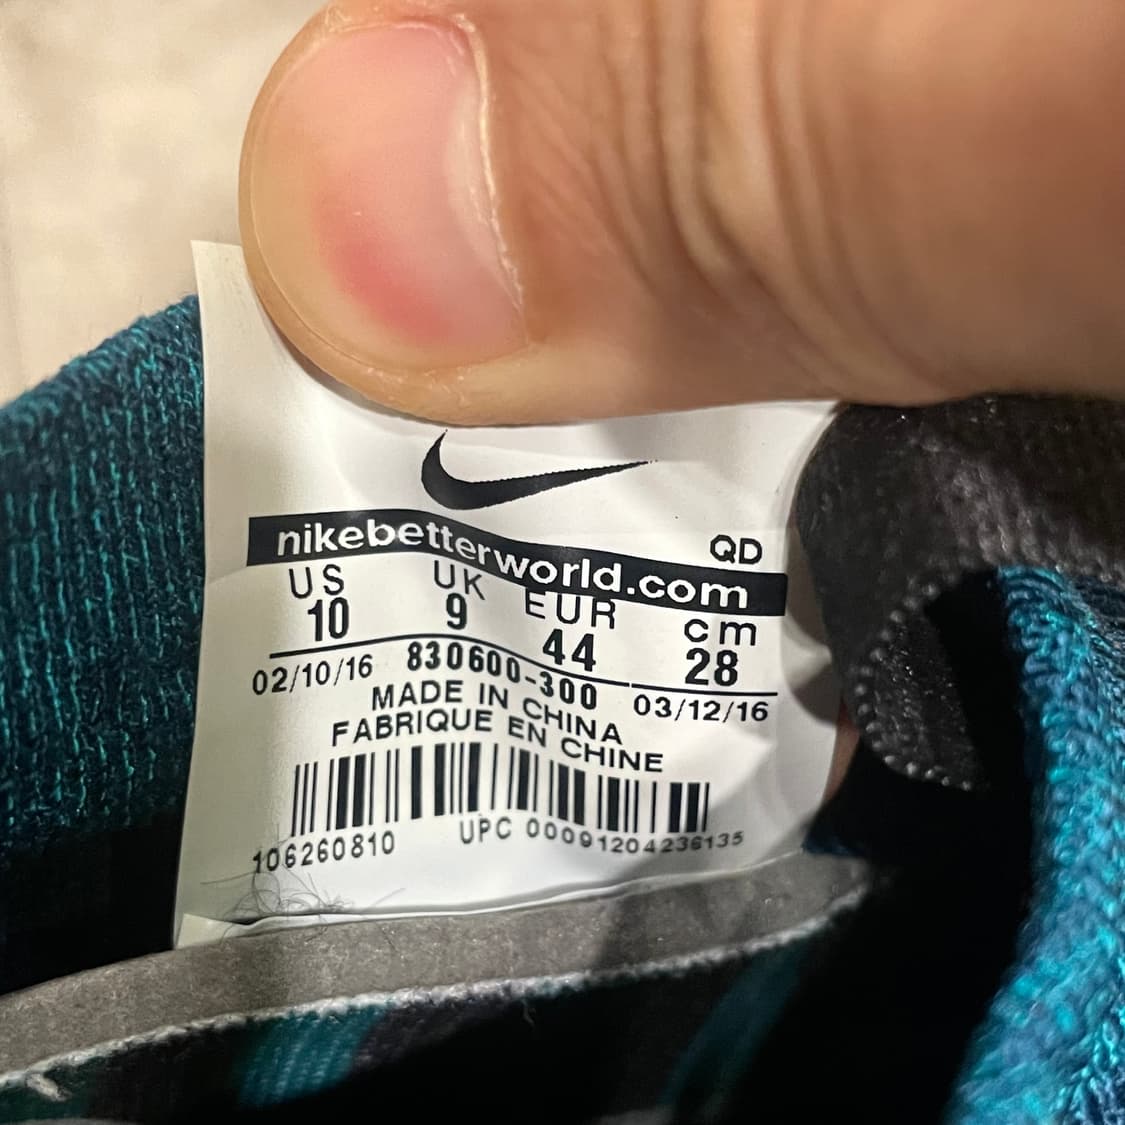 QD
nikebetterworld.com
US UK EUR cm
10 9 44 28
02/10/16 830600-300 03/12/16
MADE IN CHINA
FABRIQUE EN CHINE
106260810 UPC 00091204236135